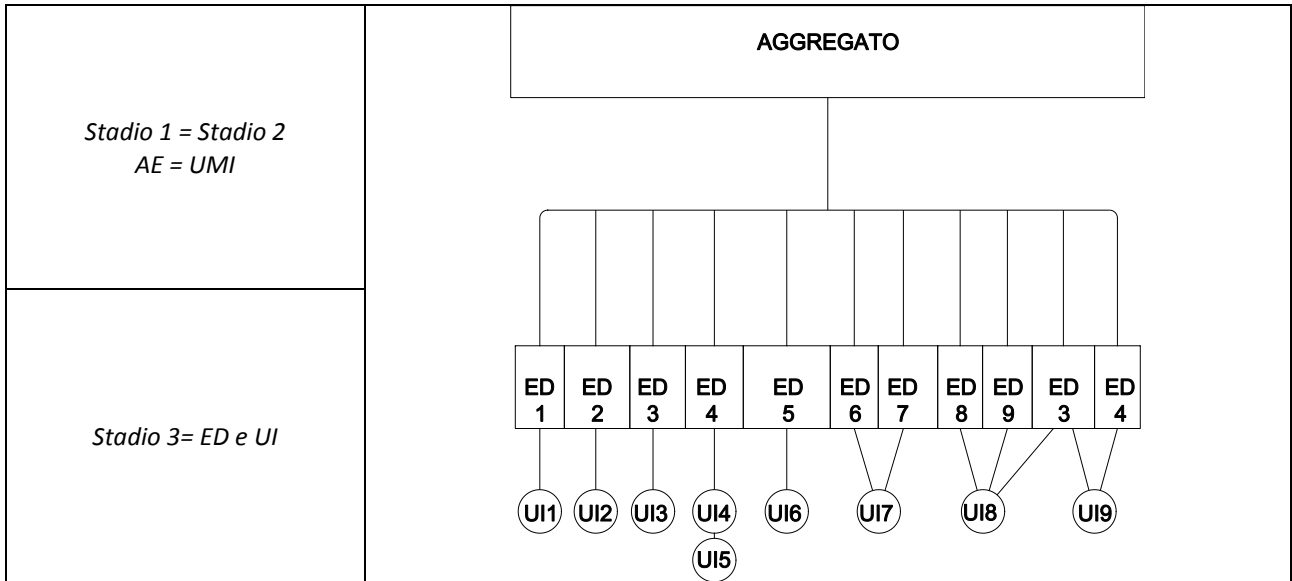 AGGREGATO
Stadio 1 = Stadio 2
AE = UMI
ED ED ED ED ED ED ED ED ED ED ED
1 2 3 4 5 6 7 8 9 3 4
Stadio 3= ED e UI
UI1 UI2 UI3 UI4 UI6 UI7 UI8 UI9
UI5